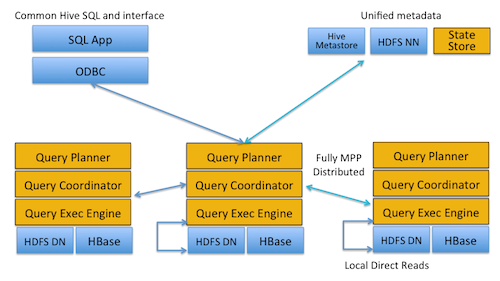 Common Hive SQL and interface
Unified metadata
SQL App
ODBC
Hive
Metastore
HDFS NN
State
Store
Query Planner
Query Coordinator
Query Exec Engine
HDFS DN
HBase
Query Planner
Query Coordinator
Query Exec Engine
HDFS DN
HBase
Fully MPP
Distributed
Query Planner
Query Coordinator
Query Exec Engine
HDFS DN
HBase
Local Direct Reads